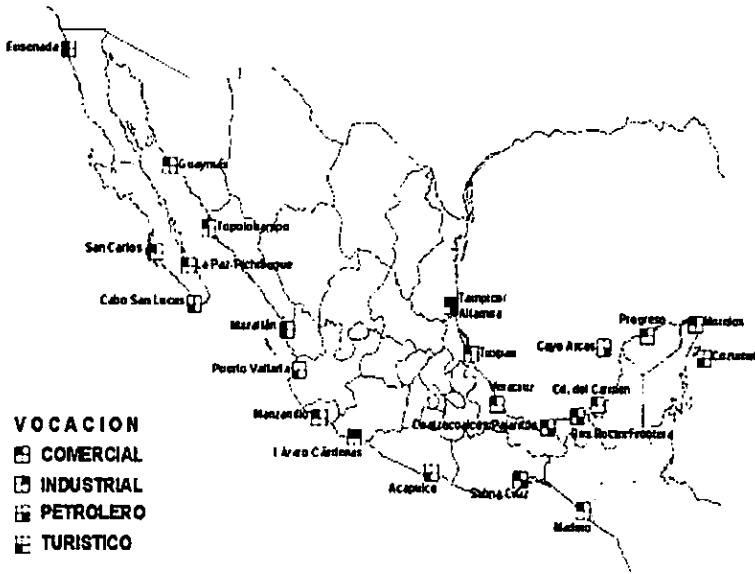 Ensenada
Guaymas
Topolobampo
San Carlos
La Paz-Pichilingue
Cabo San Lucas
Mazatlán
Tampico/
Altamira
Progreso
Morelos
Cayo Arcas
Cozumel
Tuxpan
Puerto Vallarta
Veracruz
Cd. del Carmen
Manzanillo
Coatzacoalcos/Pajaritos
Dos Bocas/Frontera
Lázaro Cárdenas
Acapulco
Salina Cruz
Madero
VOCACION
COMERCIAL
INDUSTRIAL
PETROLERO
TURISTICO